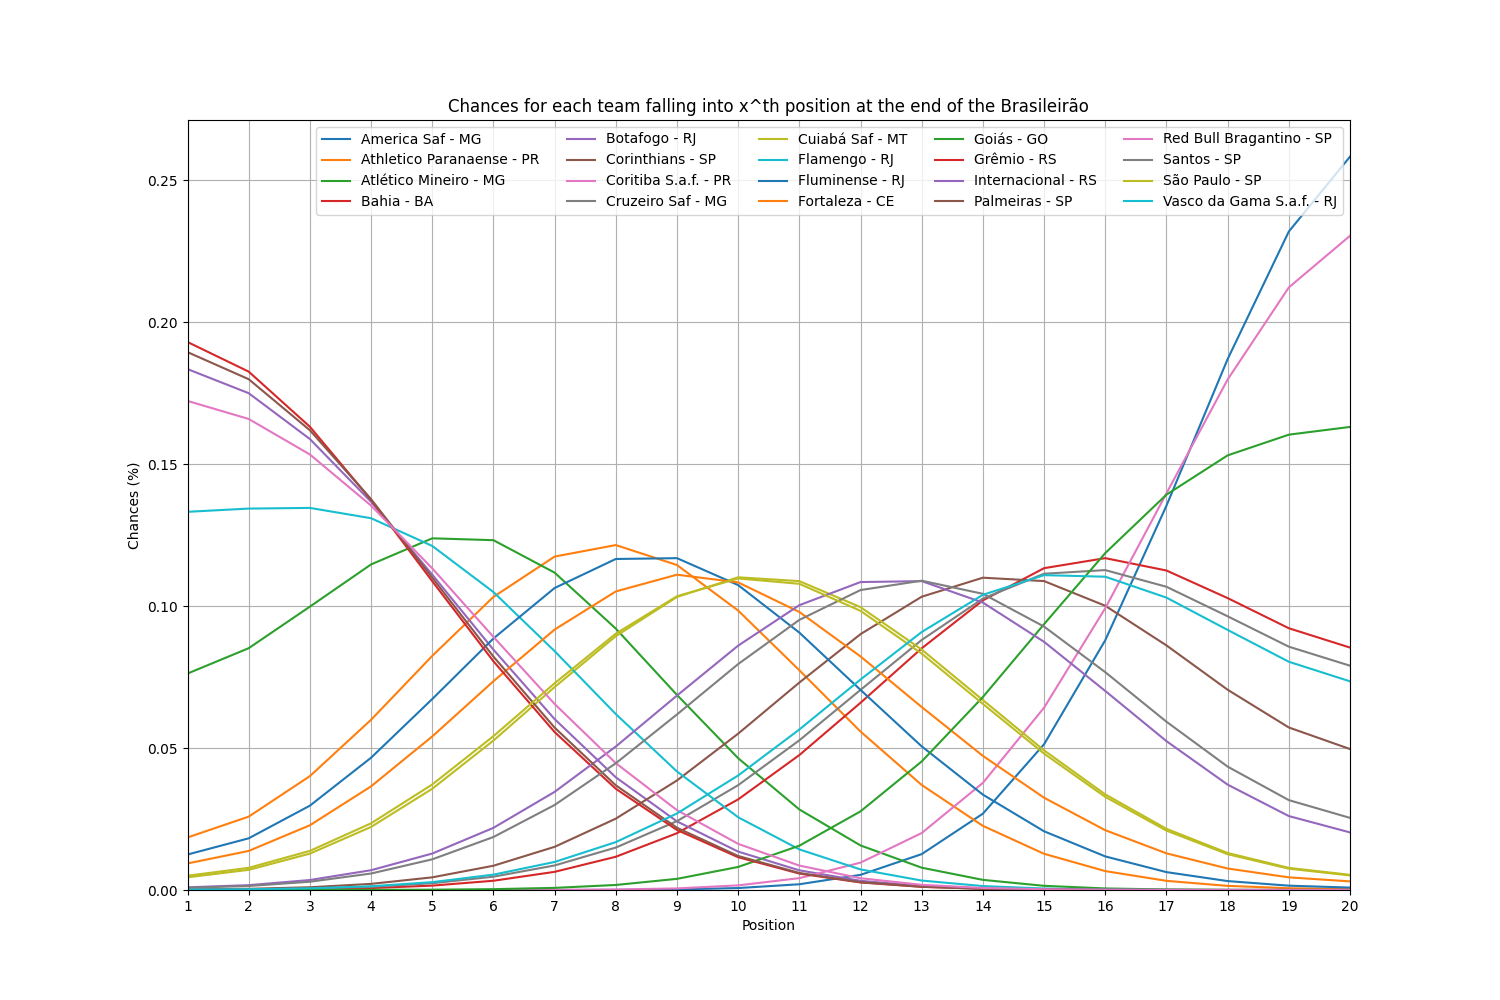 Chances for each team falling into x^th position at the end of the Brasileirão
America Saf - MG
Athletico Paranaense - PR
Atlético Mineiro - MG
Bahia - BA
Botafogo - RJ
Corinthians - SP
Coritiba S.a.f. - PR
Cruzeiro Saf - MG
Cuiabá Saf - MT
Flamengo - RJ
Fluminense - RJ
Fortaleza - CE
Goiás - GO
Grêmio - RS
Internacional - RS
Palmeiras - SP
Red Bull Bragantino - SP
Santos - SP
São Paulo - SP
Vasco da Gama S.a.f. - RJ
Chances (%)
0.25
0.20
0.15
0.10
0.05
0.00
1 2 3 4 5 6 7 8 9 10 11 12 13 14 15 16 17 18 19 20
Position